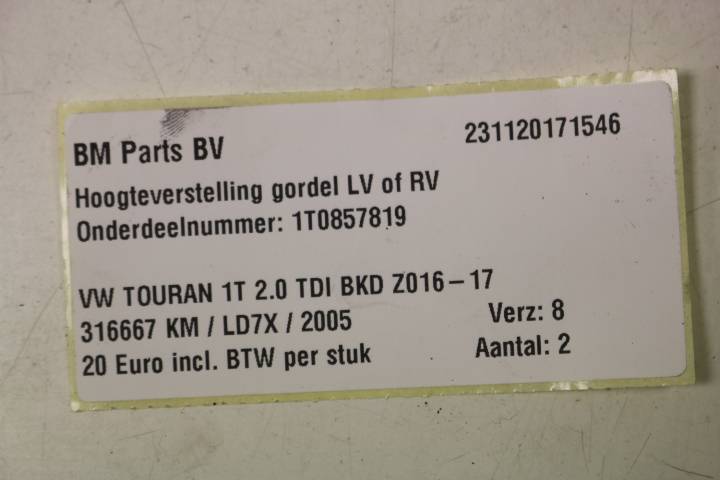 BM Parts BV 231120171546
Hoogteverstelling gordel LV of RV
Onderdeelnummer: 1T0857819
VW TOURAN 1T 2.0 TDI BKD Z016-17
316667 KM / LD7X / 2005 Verz: 8
20 Euro incl. BTW per stuk Aantal: 2